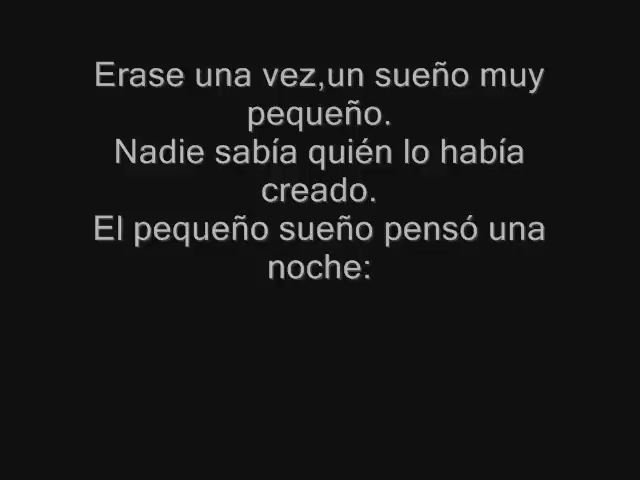 Erase una vez,un sueño muy
pequeño.
Nadie sabía quién lo había
creado.
El pequeño sueño pensó una
noche: